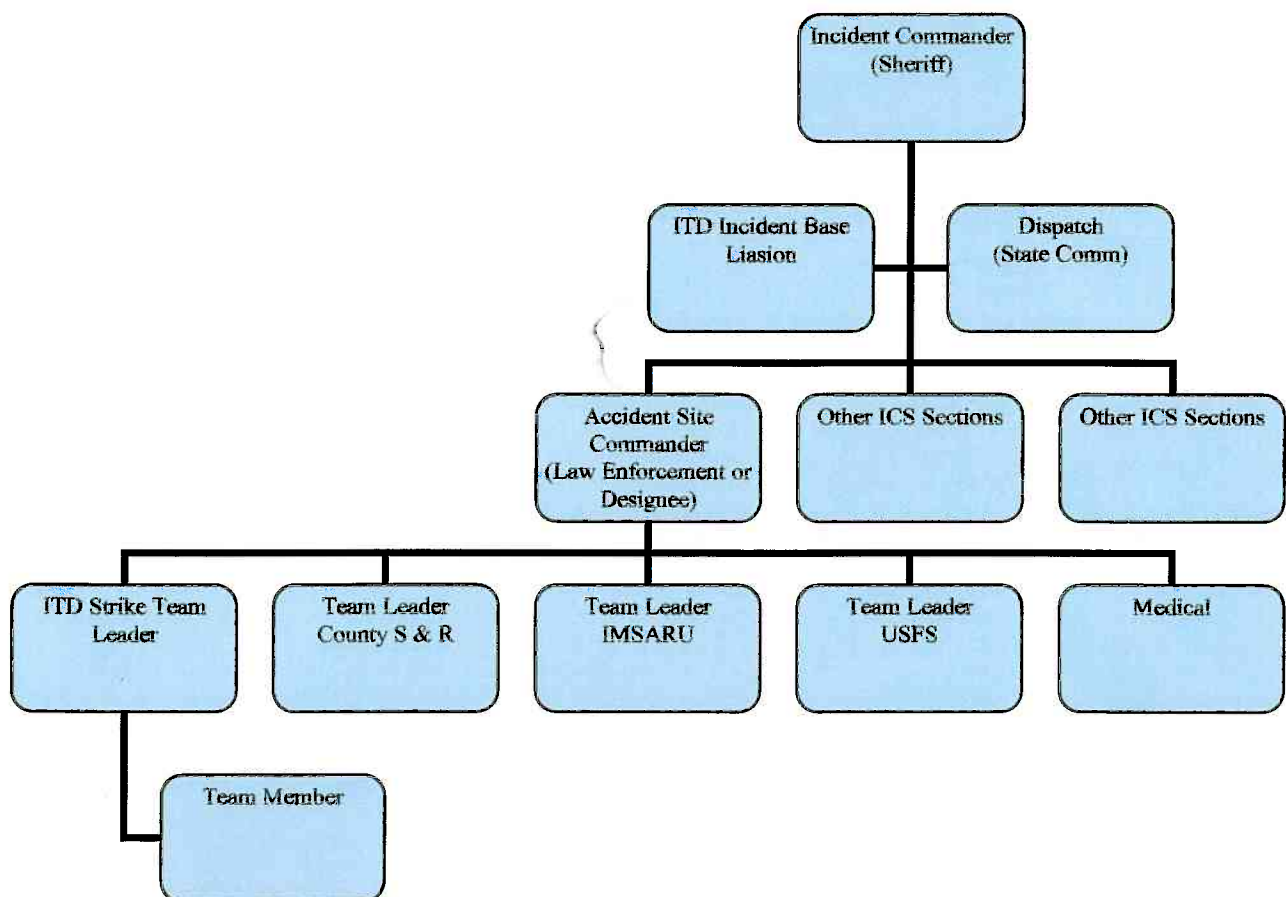 Incident Commander
(Sheriff)
ITD Incident Base
Liasion
Dispatch
(State Comm)
Accident Site
Commander
(Law Enforcement or
Designee)
Other ICS Sections
Other ICS Sections
ITD Strike Team
Leader
Team Leader
County S & R
Team Leader
IMSARU
Team Leader
USFS
Medical
Team Member